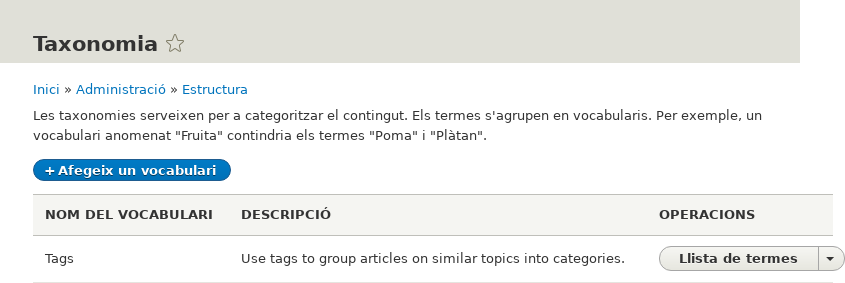 Taxonomia
Inici » Administració » Estructura
Les taxonomies serveixen per a categoritzar el contingut. Els termes s'agrupen en vocabularis. Per exemple, un
vocabulari anomenat "Fruita" contindria els termes "Poma" i "Plàtan".
+ Afegeix un vocabulari
NOM DEL VOCABULARI DESCRIPCIÓ OPERACIONS
Tags Use tags to group articles on similar topics into categories. Llista de termes